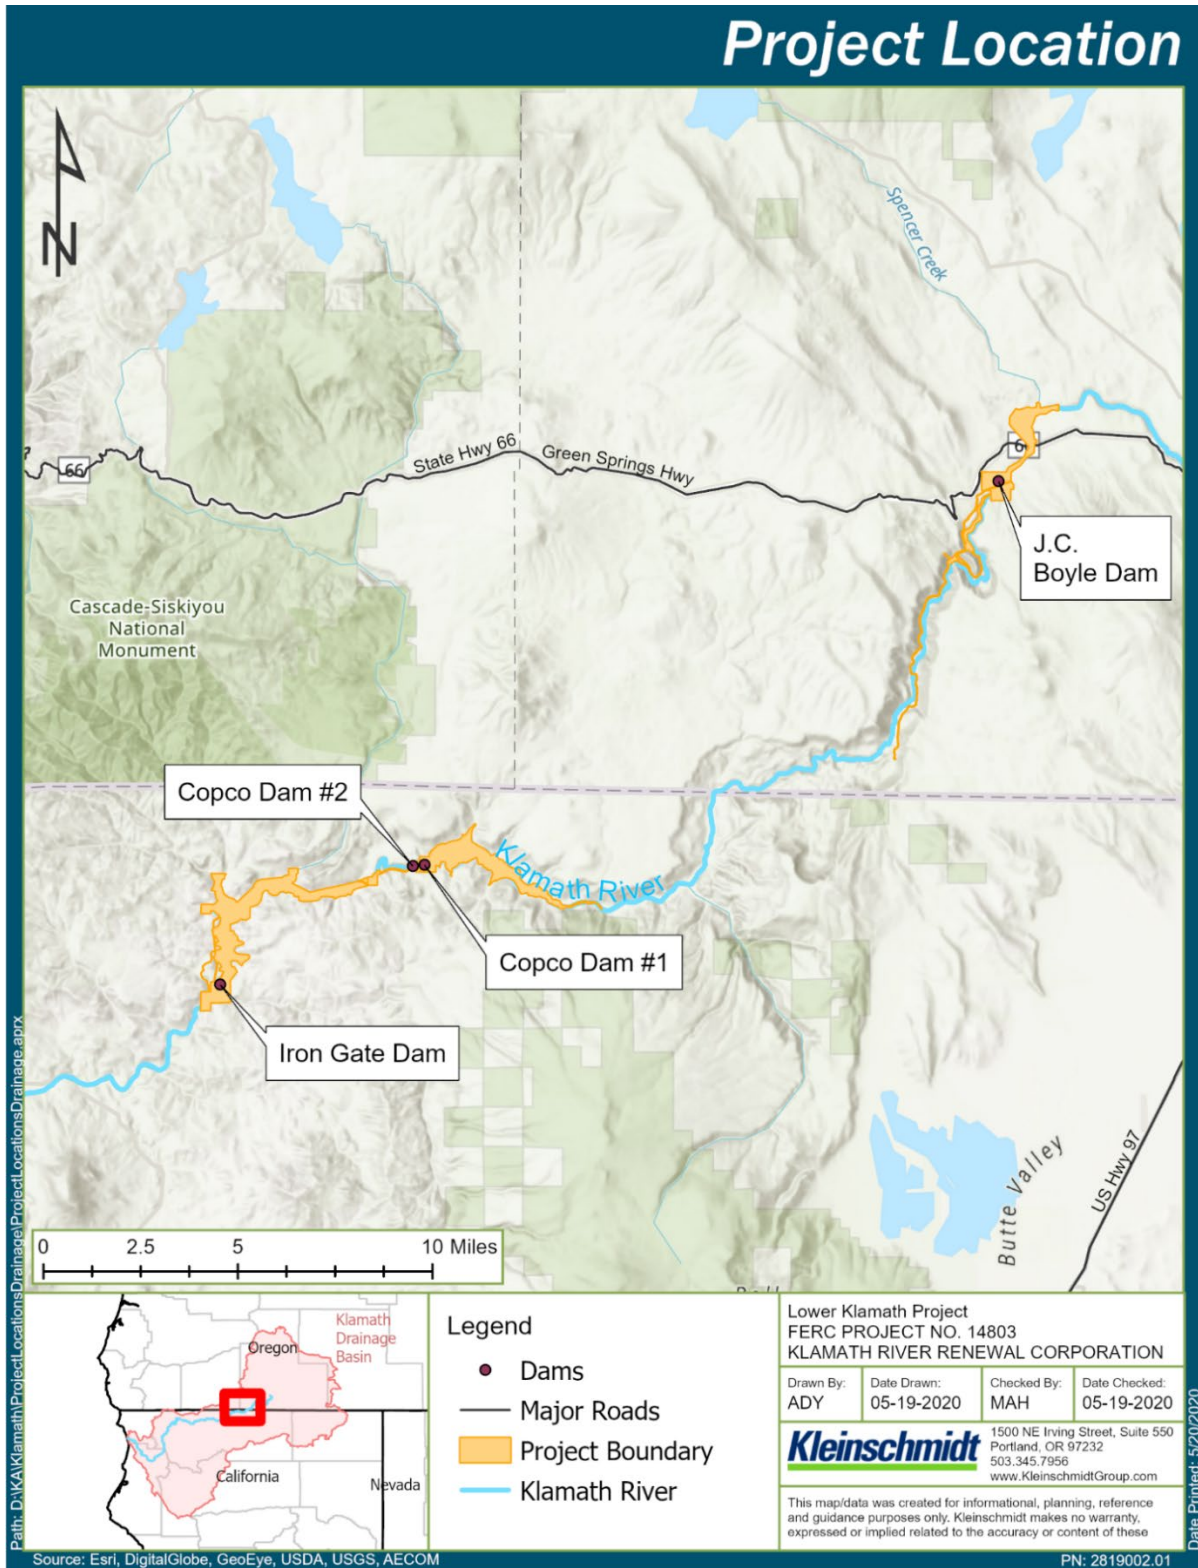 Project Location
N
Spencer Creek
66
State Hwy 66
Green Springs Hwy
J.C.
Boyle Dam
Cascade-Siskiyou
National
Monument
Copco Dam #2
Klamath River
Copco Dam #1
Iron Gate Dam
Butte Valley
US Hwy 97
0 2.5 5 10 Miles
Klamath
Drainage
Basin
Oregon
California
Nevada
Legend
Dams
Major Roads
Project Boundary
Klamath River
Lower Klamath Project
FERC PROJECT NO. 14803
KLAMATH RIVER RENEWAL CORPORATION
Drawn By:
ADY
Date Drawn:
05-19-2020
Checked By:
MAH
Date Checked:
05-19-2020
Kleinschmidt
1500 NE Irving Street, Suite 550
Portland, OR 97232
503.345.7956
www.KleinschmidtGroup.com
This map/data was created for informational, planning, reference
and guidance purposes only. Kleinschmidt makes no warranty,
expressed or implied related to the accuracy or content of these
Path: D:\KA\Klamath\ProjectLocationsDrainage\ProjectLocationsDrainage.aprx
Date Printed: 5/20/2020
Source: Esri, DigitalGlobe, GeoEye, USDA, USGS, AECOM
PN: 2819002.01